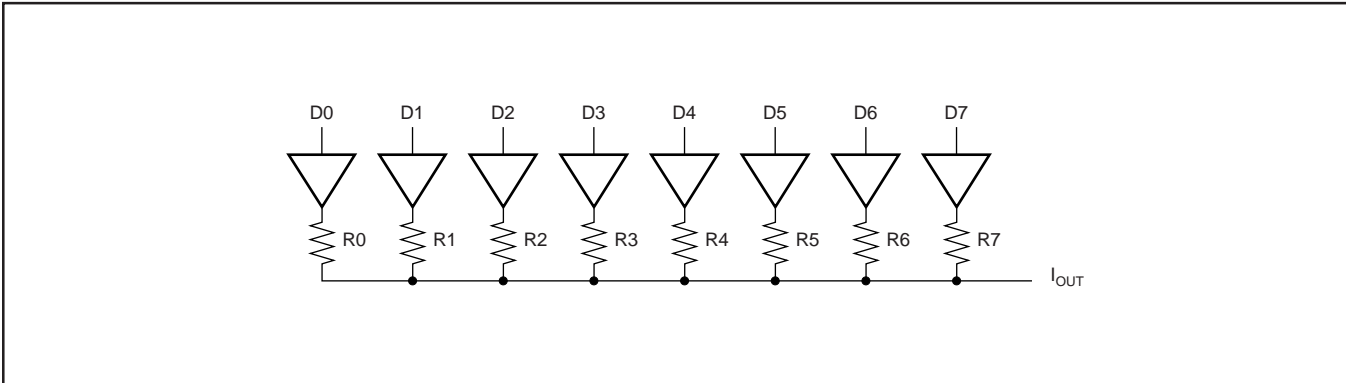 D0 D1 D2 D3 D4 D5 D6 D7
R0 R1 R2 R3 R4 R5 R6 R7
IOUT